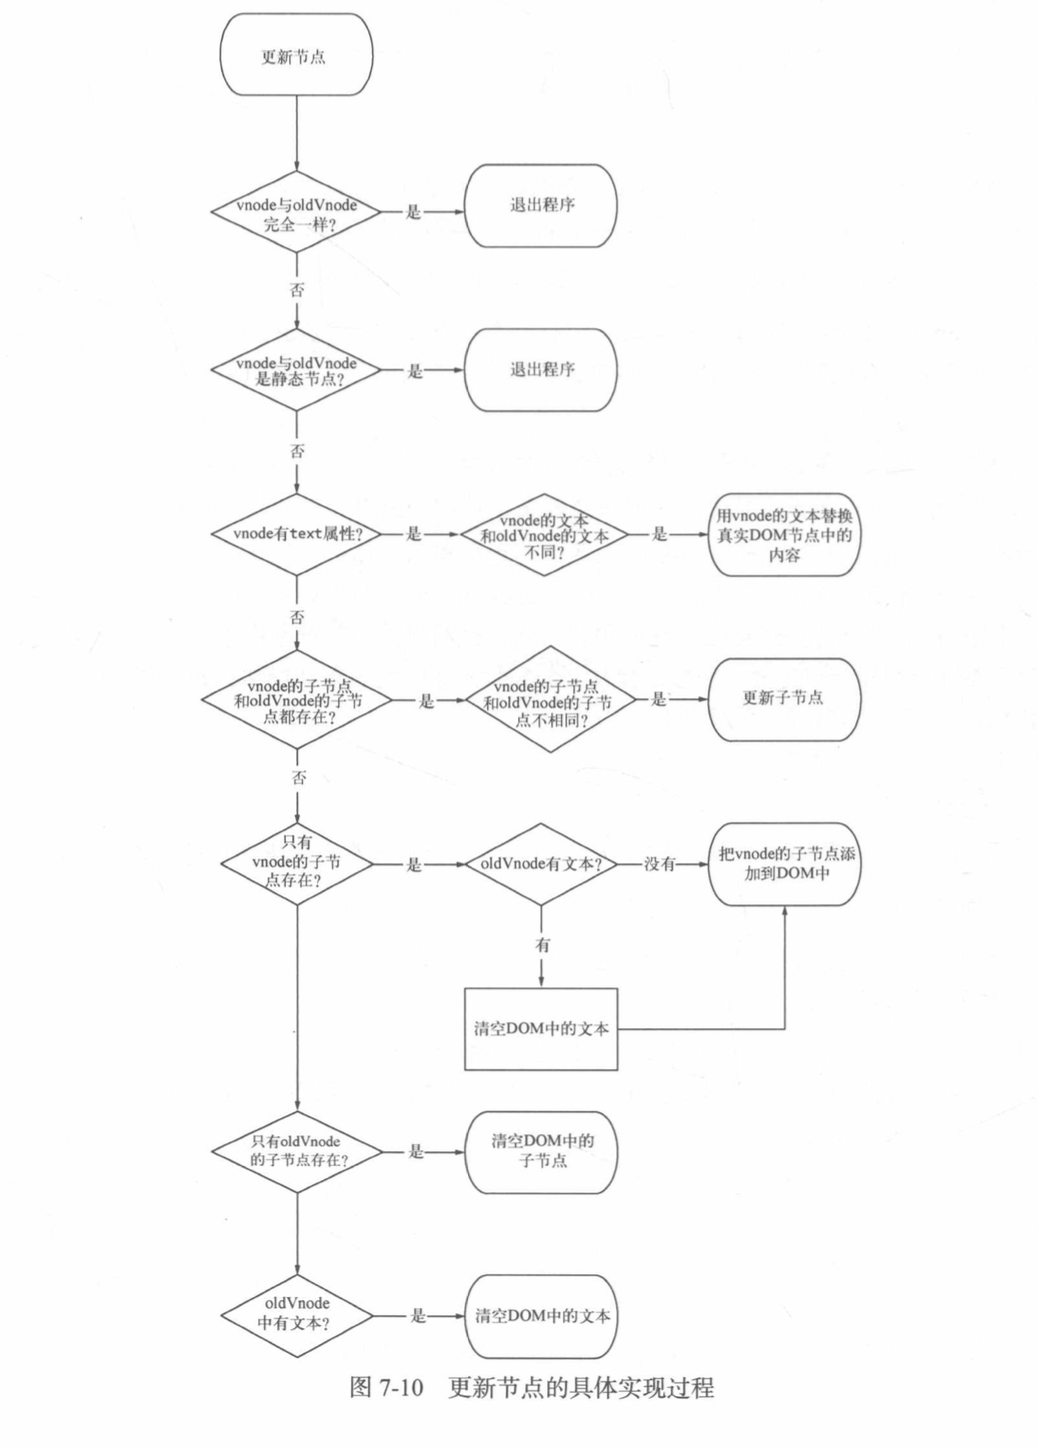 更新节点
vnode与oldVnode
完全一样?
是
退出程序
否
vnode与oldVnode
是静态节点?
是
退出程序
否
vnode有text属性?
是
vnode的文本
和oldVnode的文本
不同?
是
用vnode的文本替换
真实DOM节点中的
内容
否
vnode的子节点
和oldVnode的子节
点都存在?
是
vnode的子节点
和oldVnode的子节
点不相同?
是
更新子节点
否
只有
vnode的子节
点存在?
是
oldVnode有文本?
没有
把vnode的子节点添
加到DOM中
有
清空DOM中的文本
只有oldVnode
的子节点存在?
是
清空DOM中的
子节点
oldVnode
中有文本?
是
清空DOM中的文本
图 7-10 更新节点的具体实现过程